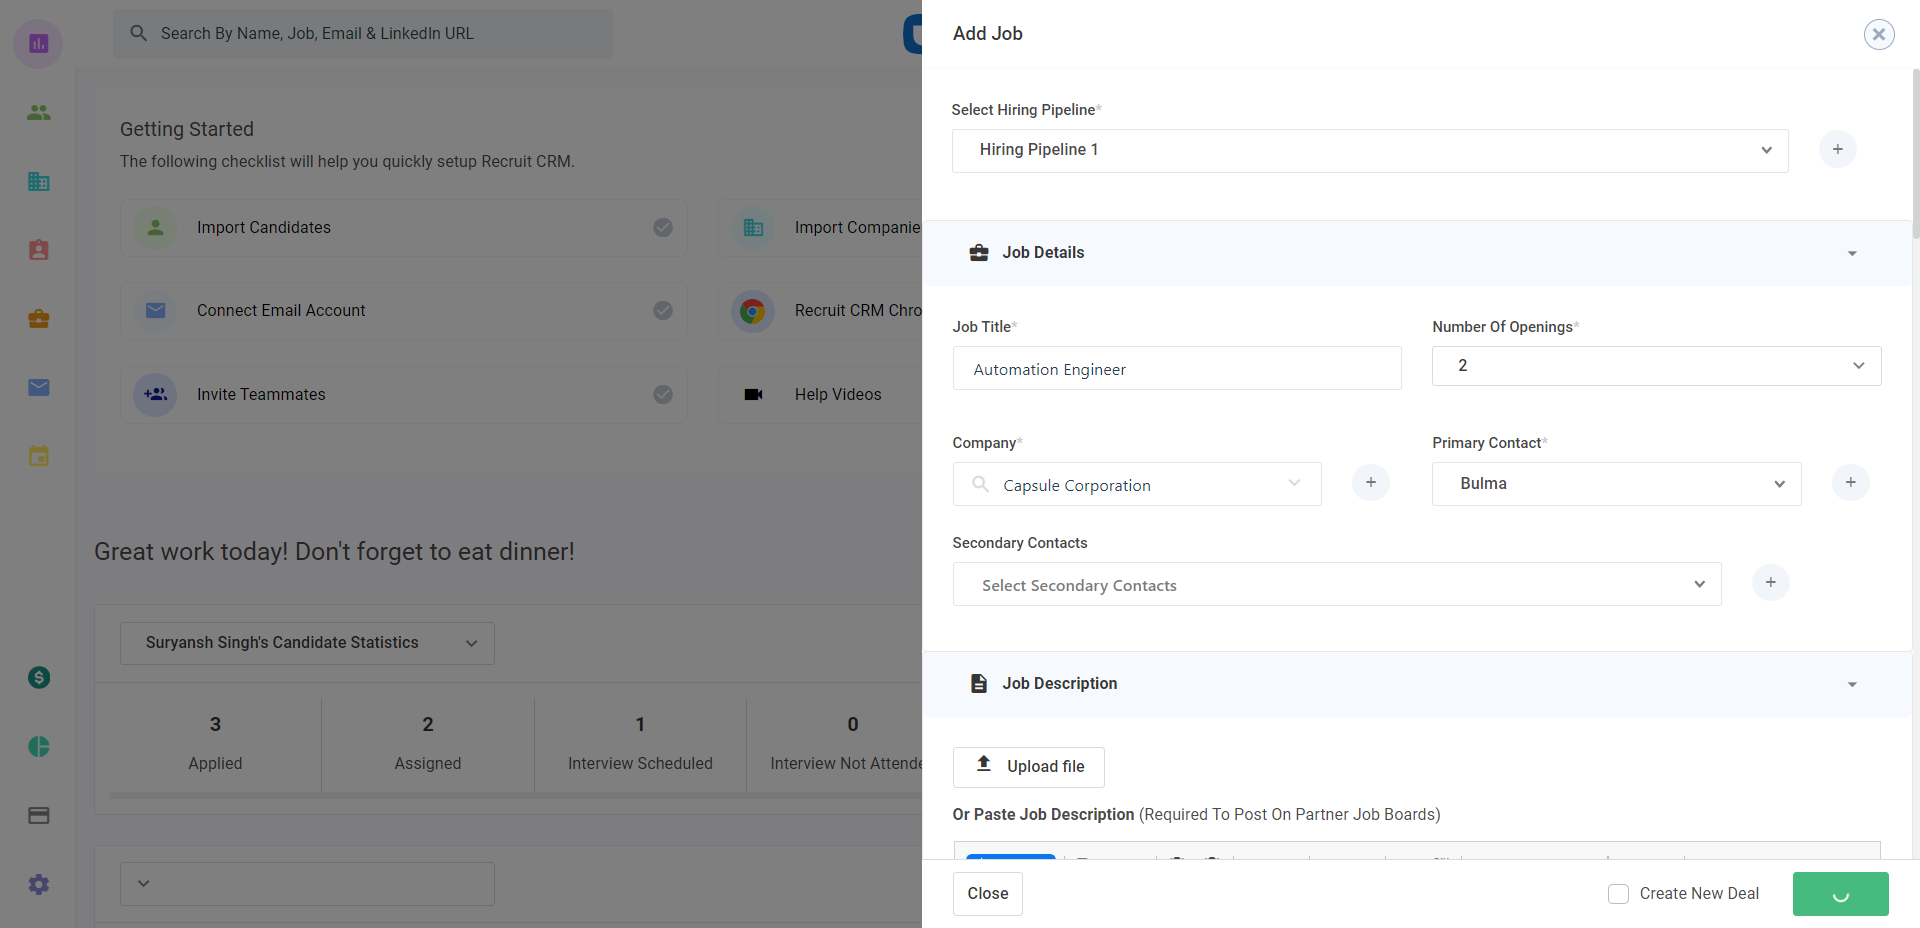 Search By Name, Job, Email & LinkedIn URL
Getting Started
The following checklist will help you quickly setup Recruit CRM.
Import Candidates
Import Companie
Connect Email Account
Recruit CRM Chro
Invite Teammates
Help Videos
Great work today! Don't forget to eat dinner!
Suryansh Singh's Candidate Statistics
3
2
1
0
Applied
Assigned
Interview Scheduled
Interview Not Attende
Add Job
Select Hiring Pipeline*
Hiring Pipeline 1
+
Job Details
Job Title*
Number Of Openings*
Automation Engineer
2
Company*
Primary Contact*
Capsule Corporation
+
Bulma
+
Secondary Contacts
Select Secondary Contacts
+
Job Description
Upload file
Or Paste Job Description (Required To Post On Partner Job Boards)
Close
Create New Deal